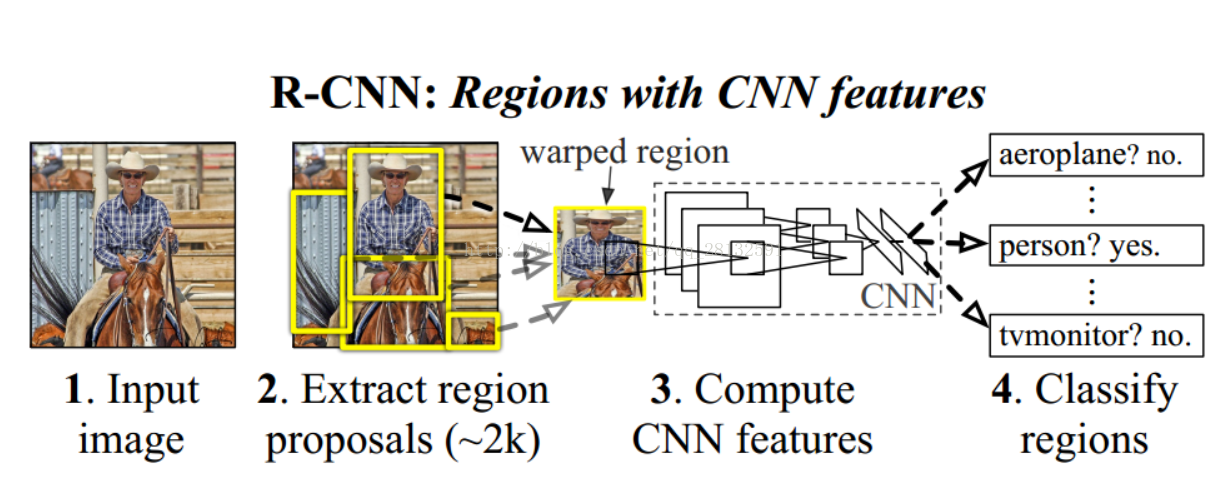 R-CNN: Regions with CNN features
warped region
aeroplane? no.
person? yes.
tvmonitor? no.
CNN
1. Input
image
2. Extract region
proposals (~2k)
3. Compute
CNN features
4. Classify
regions